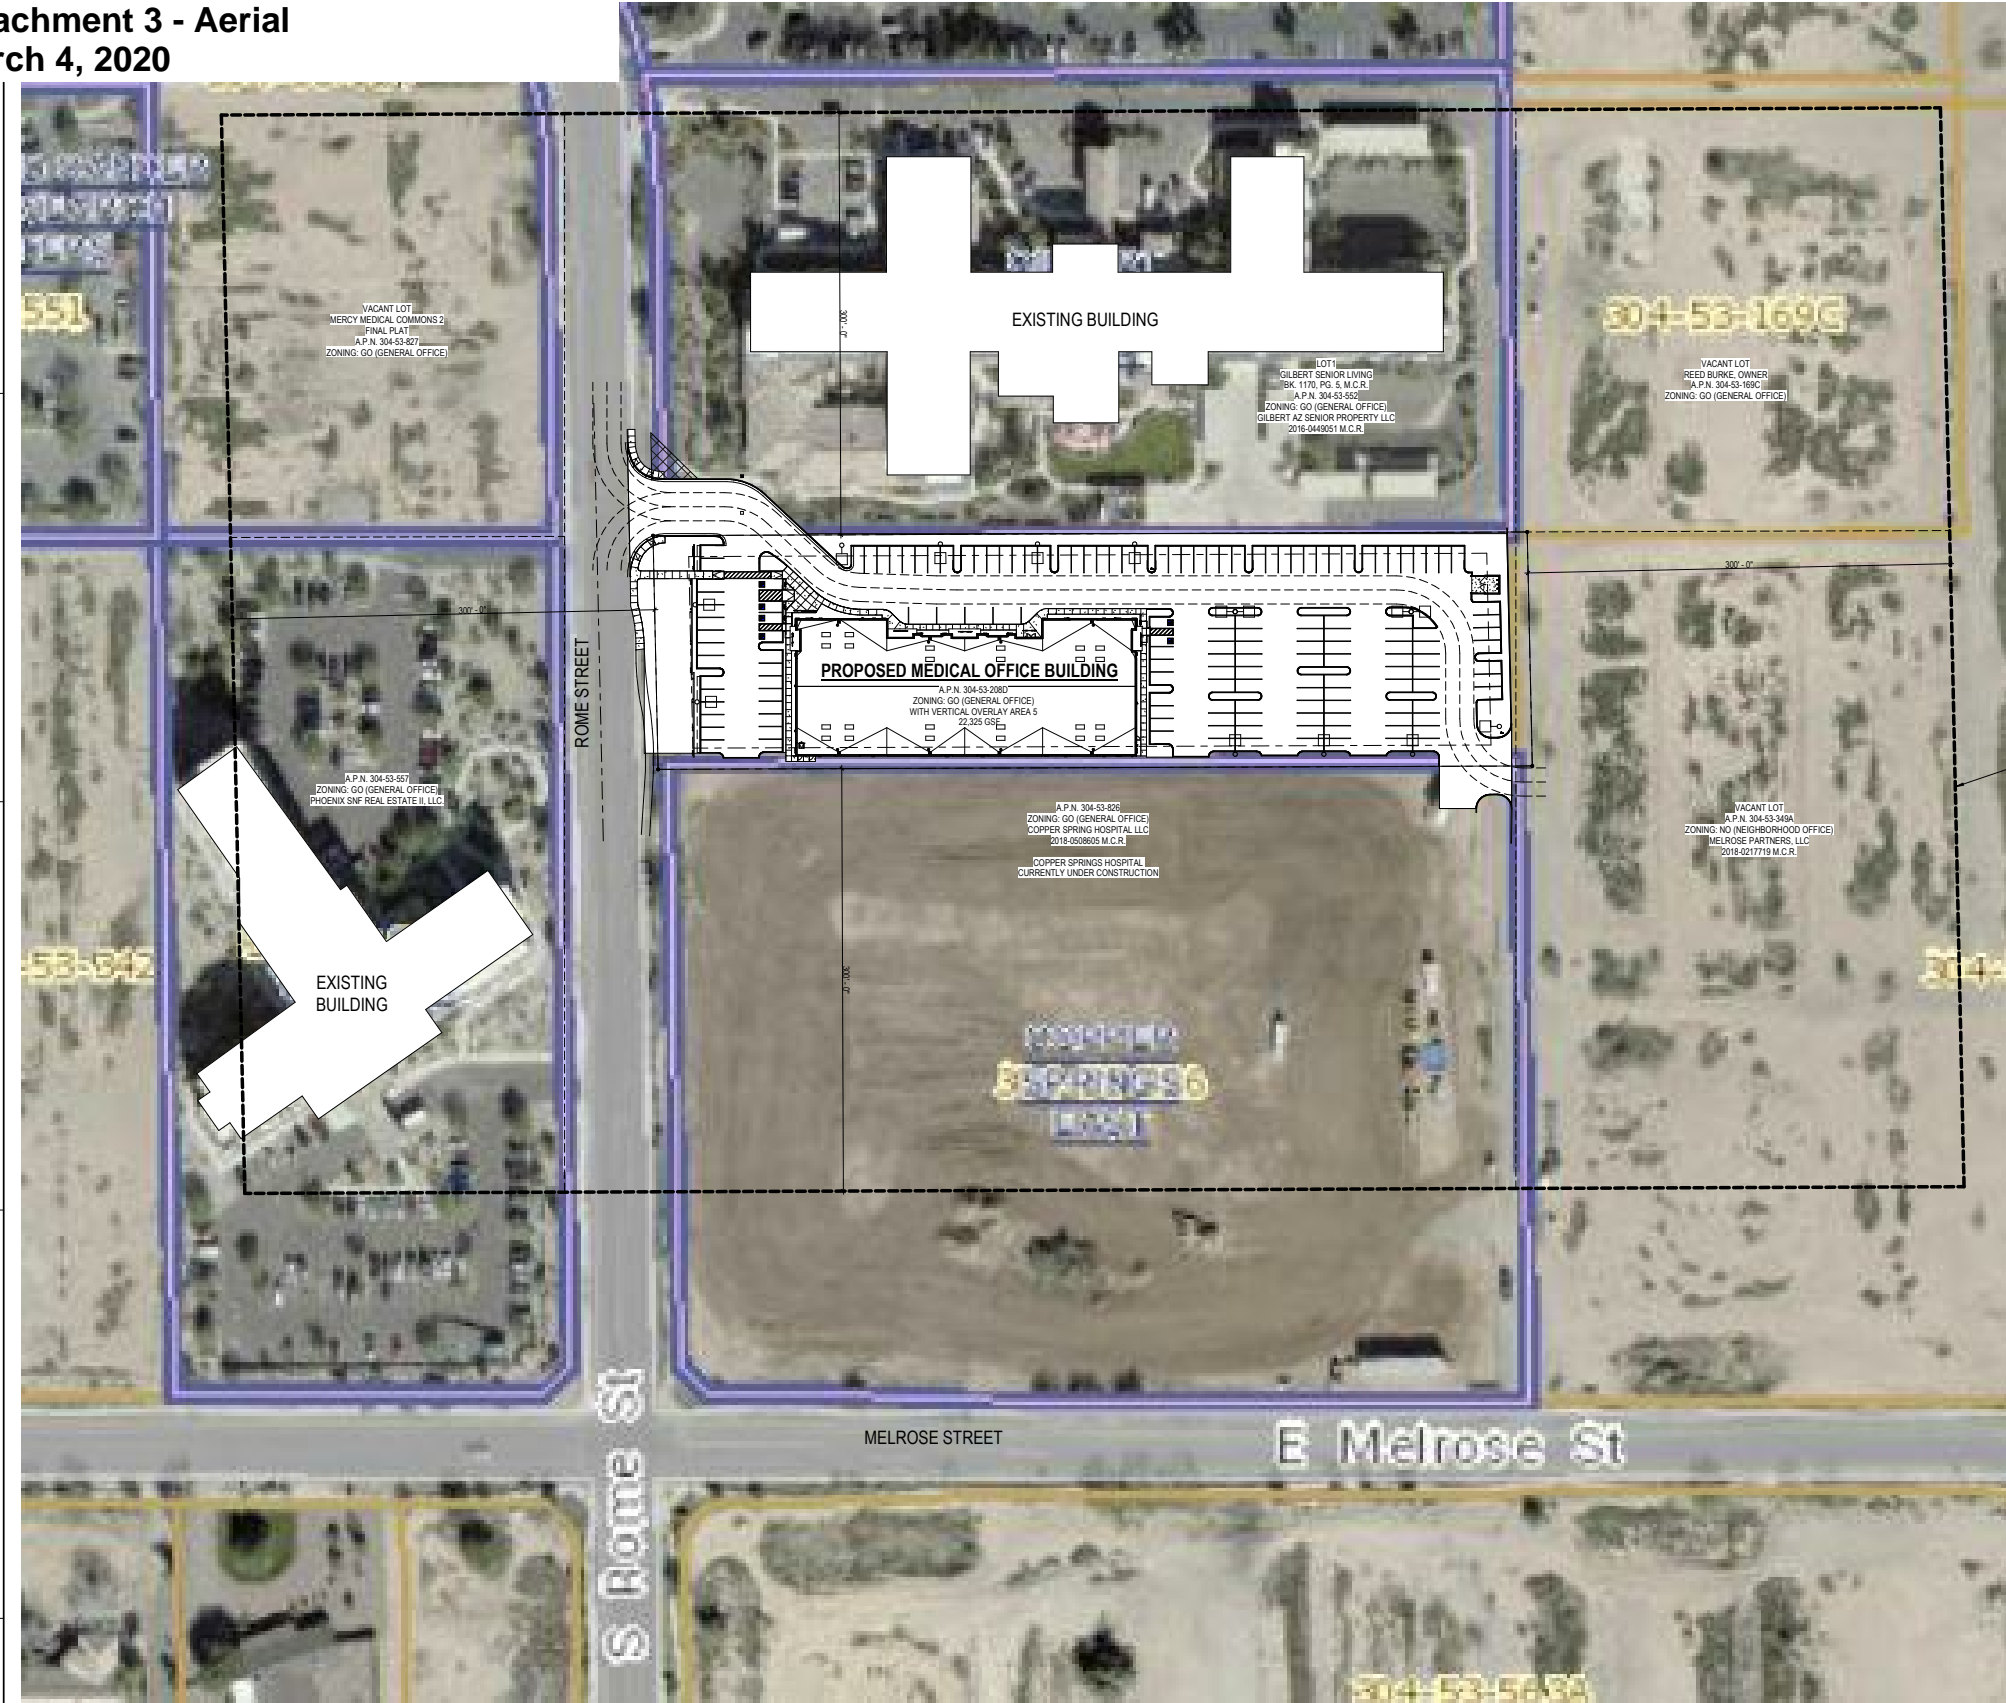 achment 3 - Aerial
rch 4, 2020
551
VACANT LOT
MERCY MEDICAL COMMONS 2
FINAL PLAT
A.P.N. 304-53-827
ZONING: GO (GENERAL OFFICE)
300' - 0"
EXISTING BUILDING
LOT1
GILBERT SENIOR LIVING
BK. 1170, PG. 5, M.C.R.
A.P.N. 304-53-552
ZONING: GO (GENERAL OFFICE)
GILBERT AZ SENIOR PROPERTY LLC
2016-0449051 M.C.R.
304-53-169C
VACANT LOT
REED BURKE, OWNER
A.P.N. 304-53-169C
ZONING: GO (GENERAL OFFICE)
300' - 0"
300' - 0"
ROME STREET
PROPOSED MEDICAL OFFICE BUILDING
A.P.N. 304-53-208D
ZONING: GO (GENERAL OFFICE)
WITH VERTICAL OVERLAY AREA 5
22,325 GSF
A.P.N. 304-53-557
ZONING: GO (GENERAL OFFICE)
PHOENIX SNF REAL ESTATE II, LLC.
A.P.N. 304-53-826
ZONING: GO (GENERAL OFFICE)
COPPER SPRING HOSPITAL LLC
2018-0508605 M.C.R.
COPPER SPRINGS HOSPITAL
CURRENTLY UNDER CONSTRUCTION
VACANT LOT
A.P.N. 304-53-349A
ZONING: NO (NEIGHBORHOOD OFFICE)
MELROSE PARTNERS, LLC
2018-0217719 M.C.R.
300' - 0"
304-
EXISTING
BUILDING
MELROSE STREET
E Melrose St
S Rome St